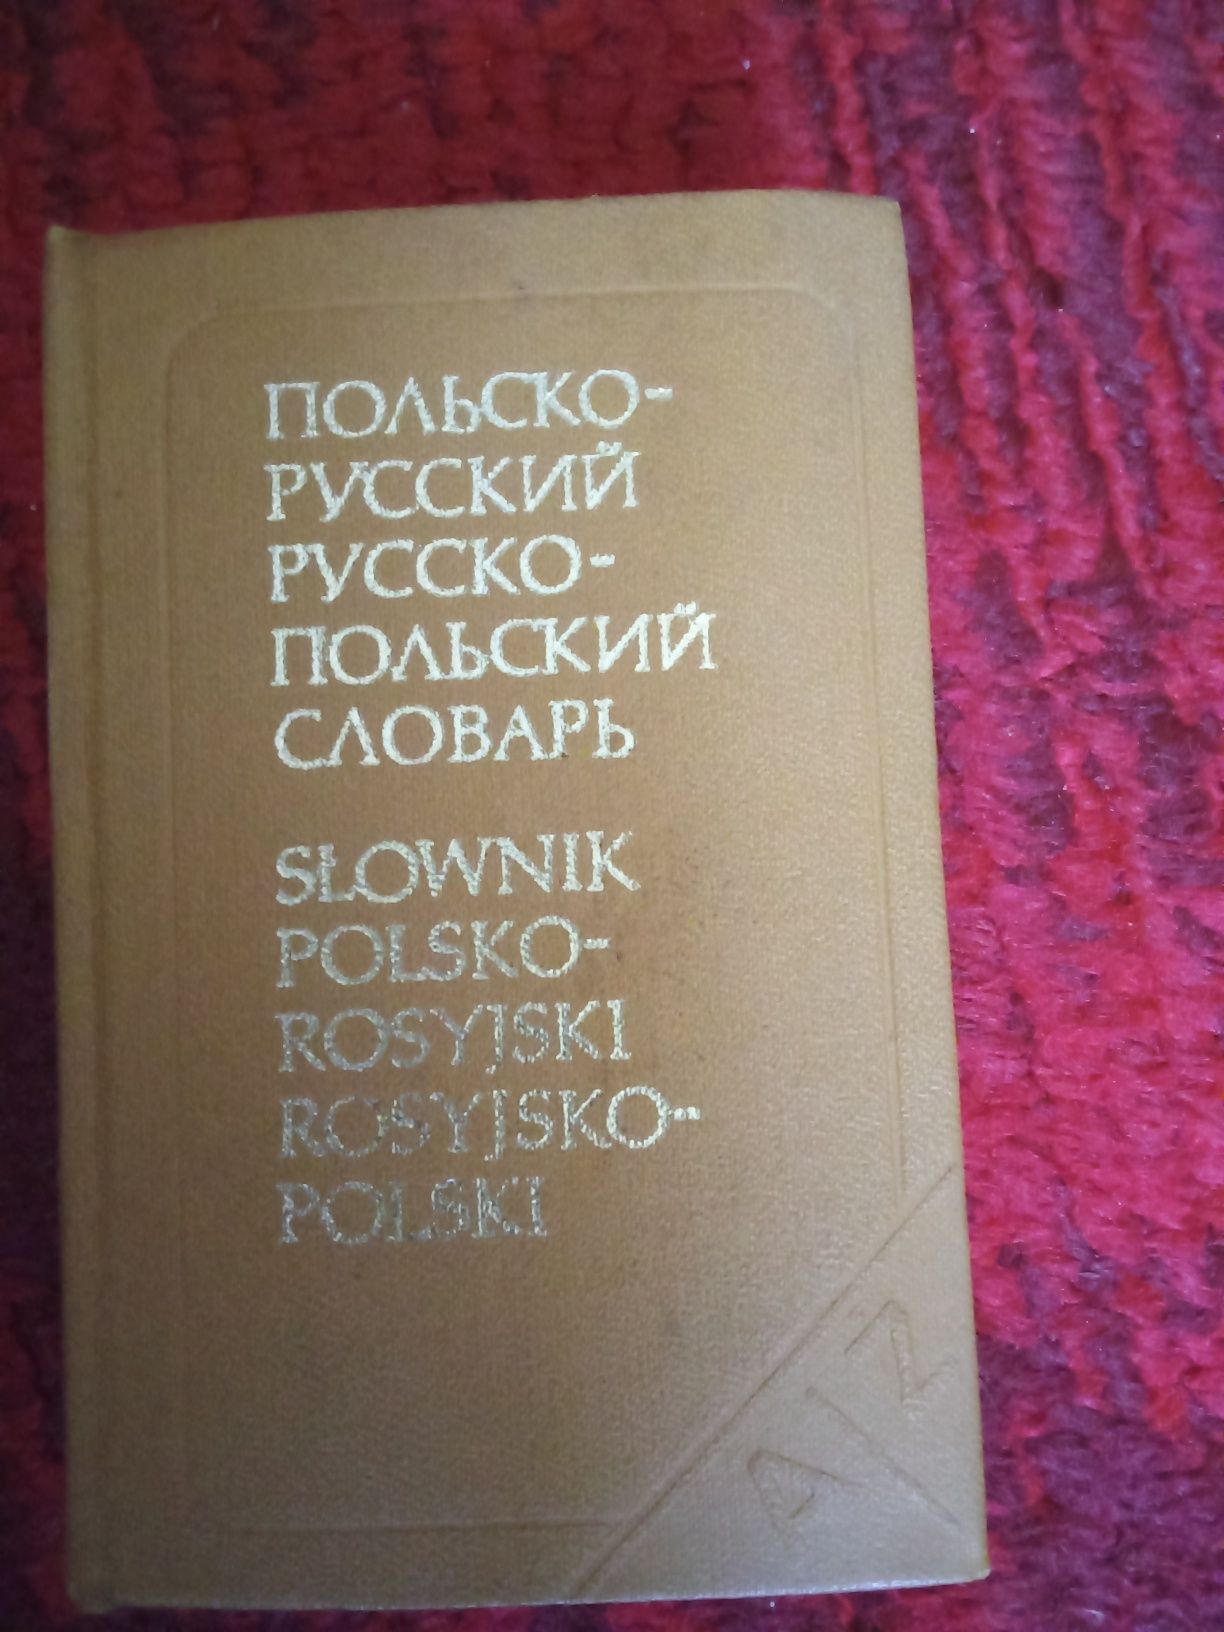 ПОЛЬСКО-
РУССКИЙ
РУССКО-
ПОЛЬСКИЙ
СЛОВАРЬ
SŁOWNIK
POLSKO-
ROSYJSKI
ROSYJSKO-
POLSKI
A/Z